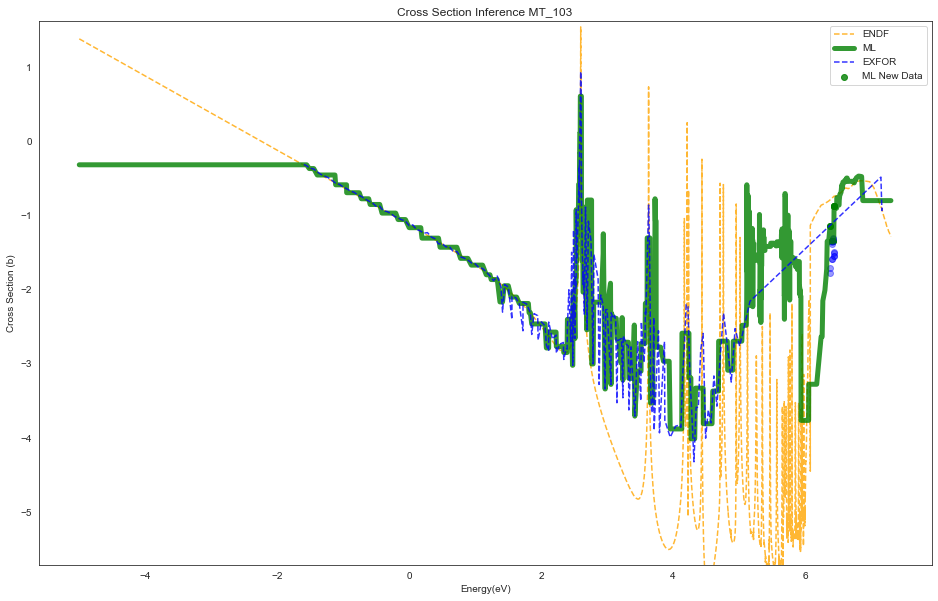 Cross Section Inference MT_103
ENDF
ML
EXFOR
ML New Data
Cross Section (b)
1
0
−1
−2
−3
−4
−5
−4
−2
0
2
4
6
Energy(eV)